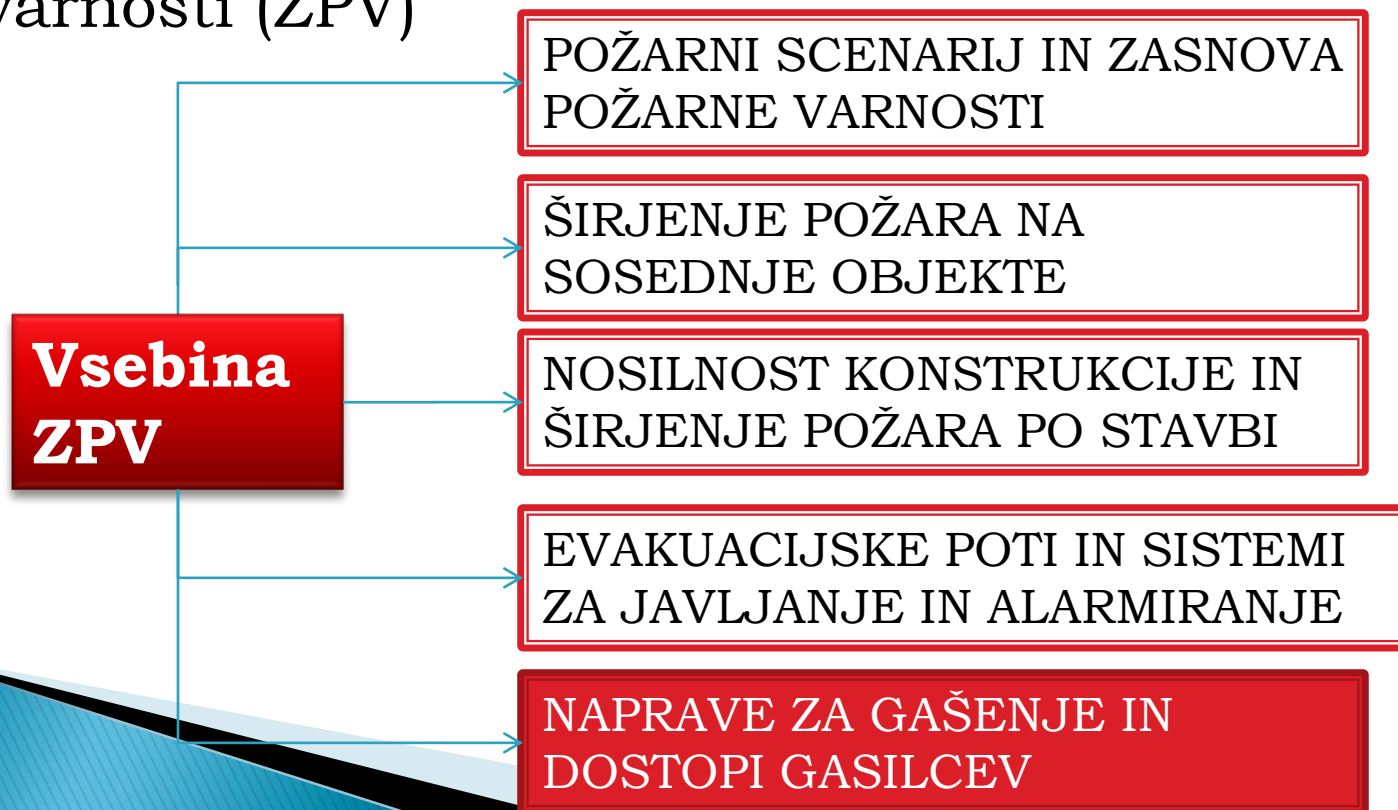 varnosti (ZPV)
POŽARNI SCENARIJ IN ZASNOVA
POŽARNE VARNOSTI
ŠIRJENJE POŽARA NA
SOSEDNJE OBJEKTE
Vsebina
ZPV
NOSILNOST KONSTRUKCIJE IN
ŠIRJENJE POŽARA PO STAVBI
EVAKUACIJSKE POTI IN SISTEMI
ZA JAVLJANJE IN ALARMIRANJE
NAPRAVE ZA GAŠENJE IN
DOSTOPI GASILCEV